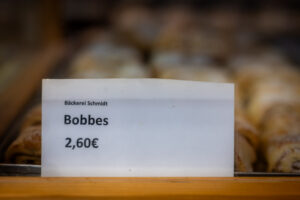 Bäckerei Schmidt
Bobbes
2,60€